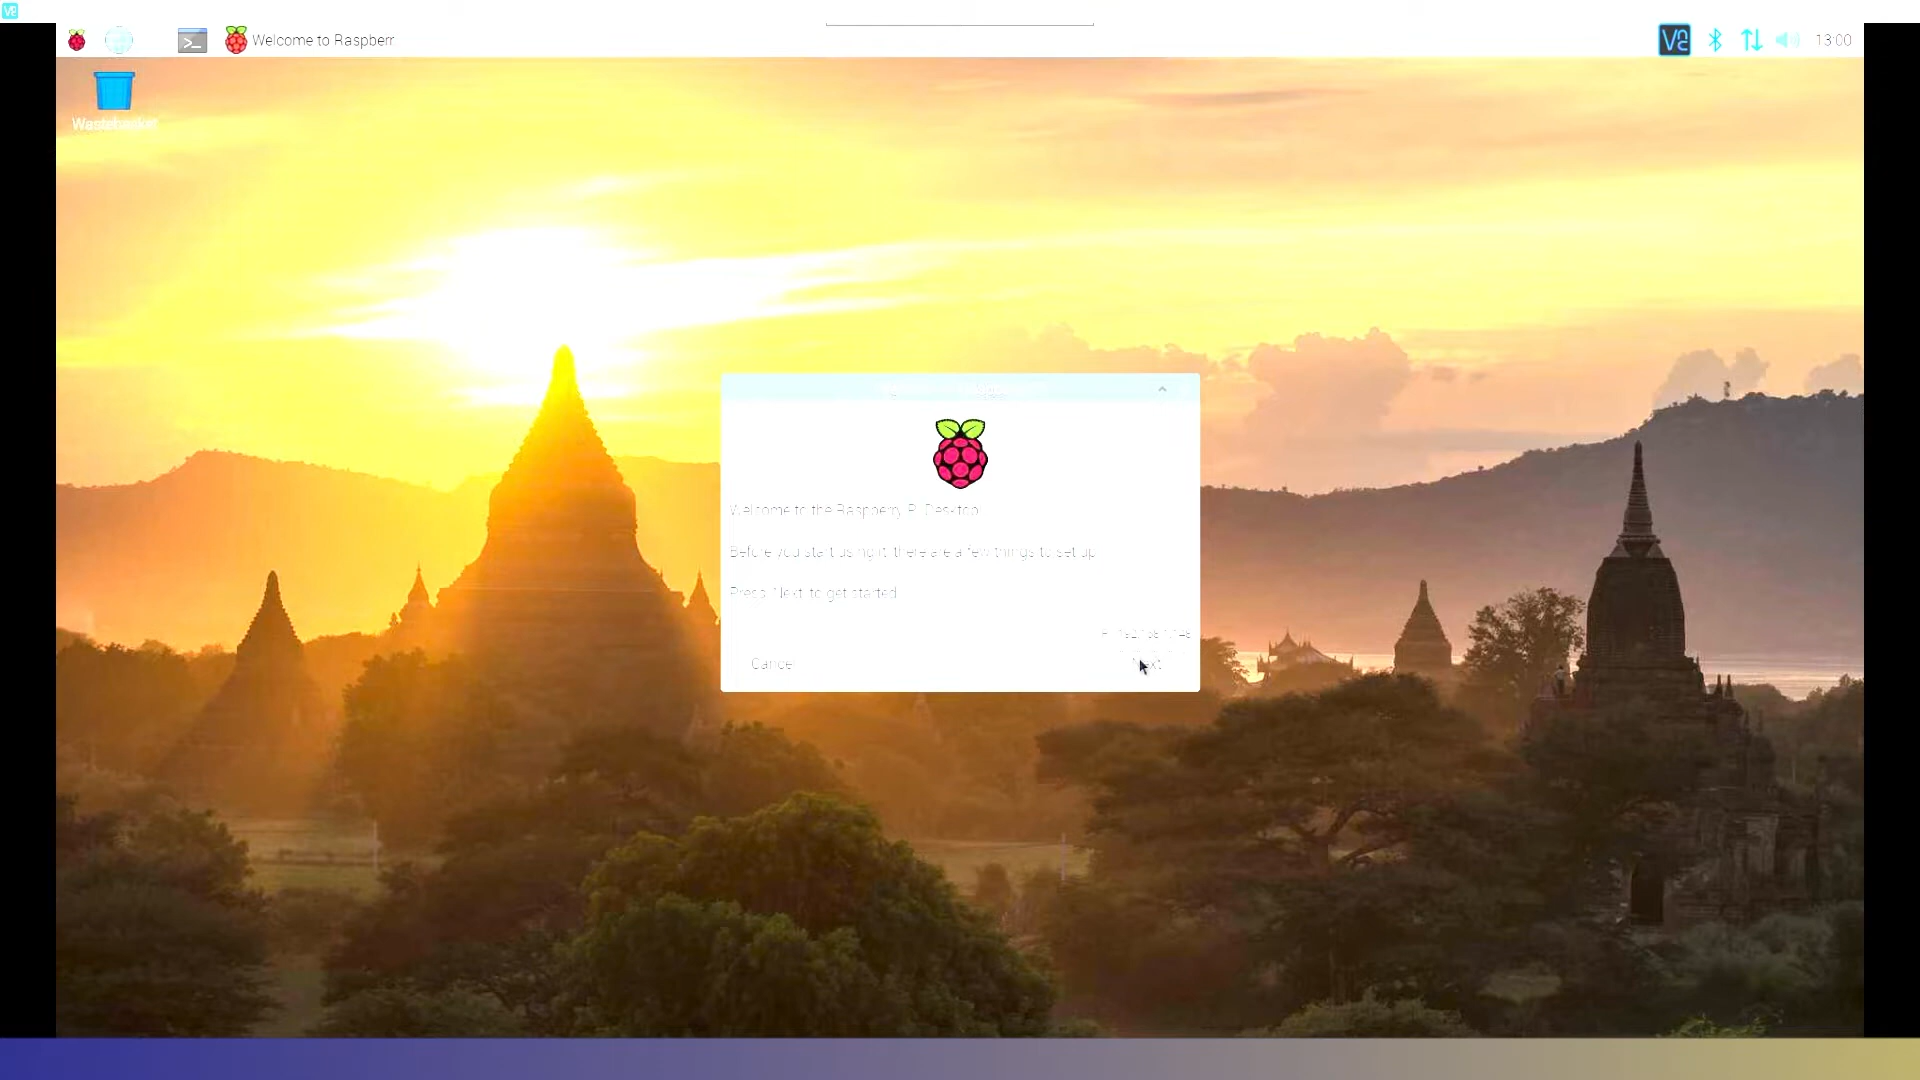 Welcome to Raspberr
13:00
Wastebasket
Welcome to the Raspberry Pi Desktop
Before you start using it, there are a few things to set up
Press Next to get started
Cancel
Next